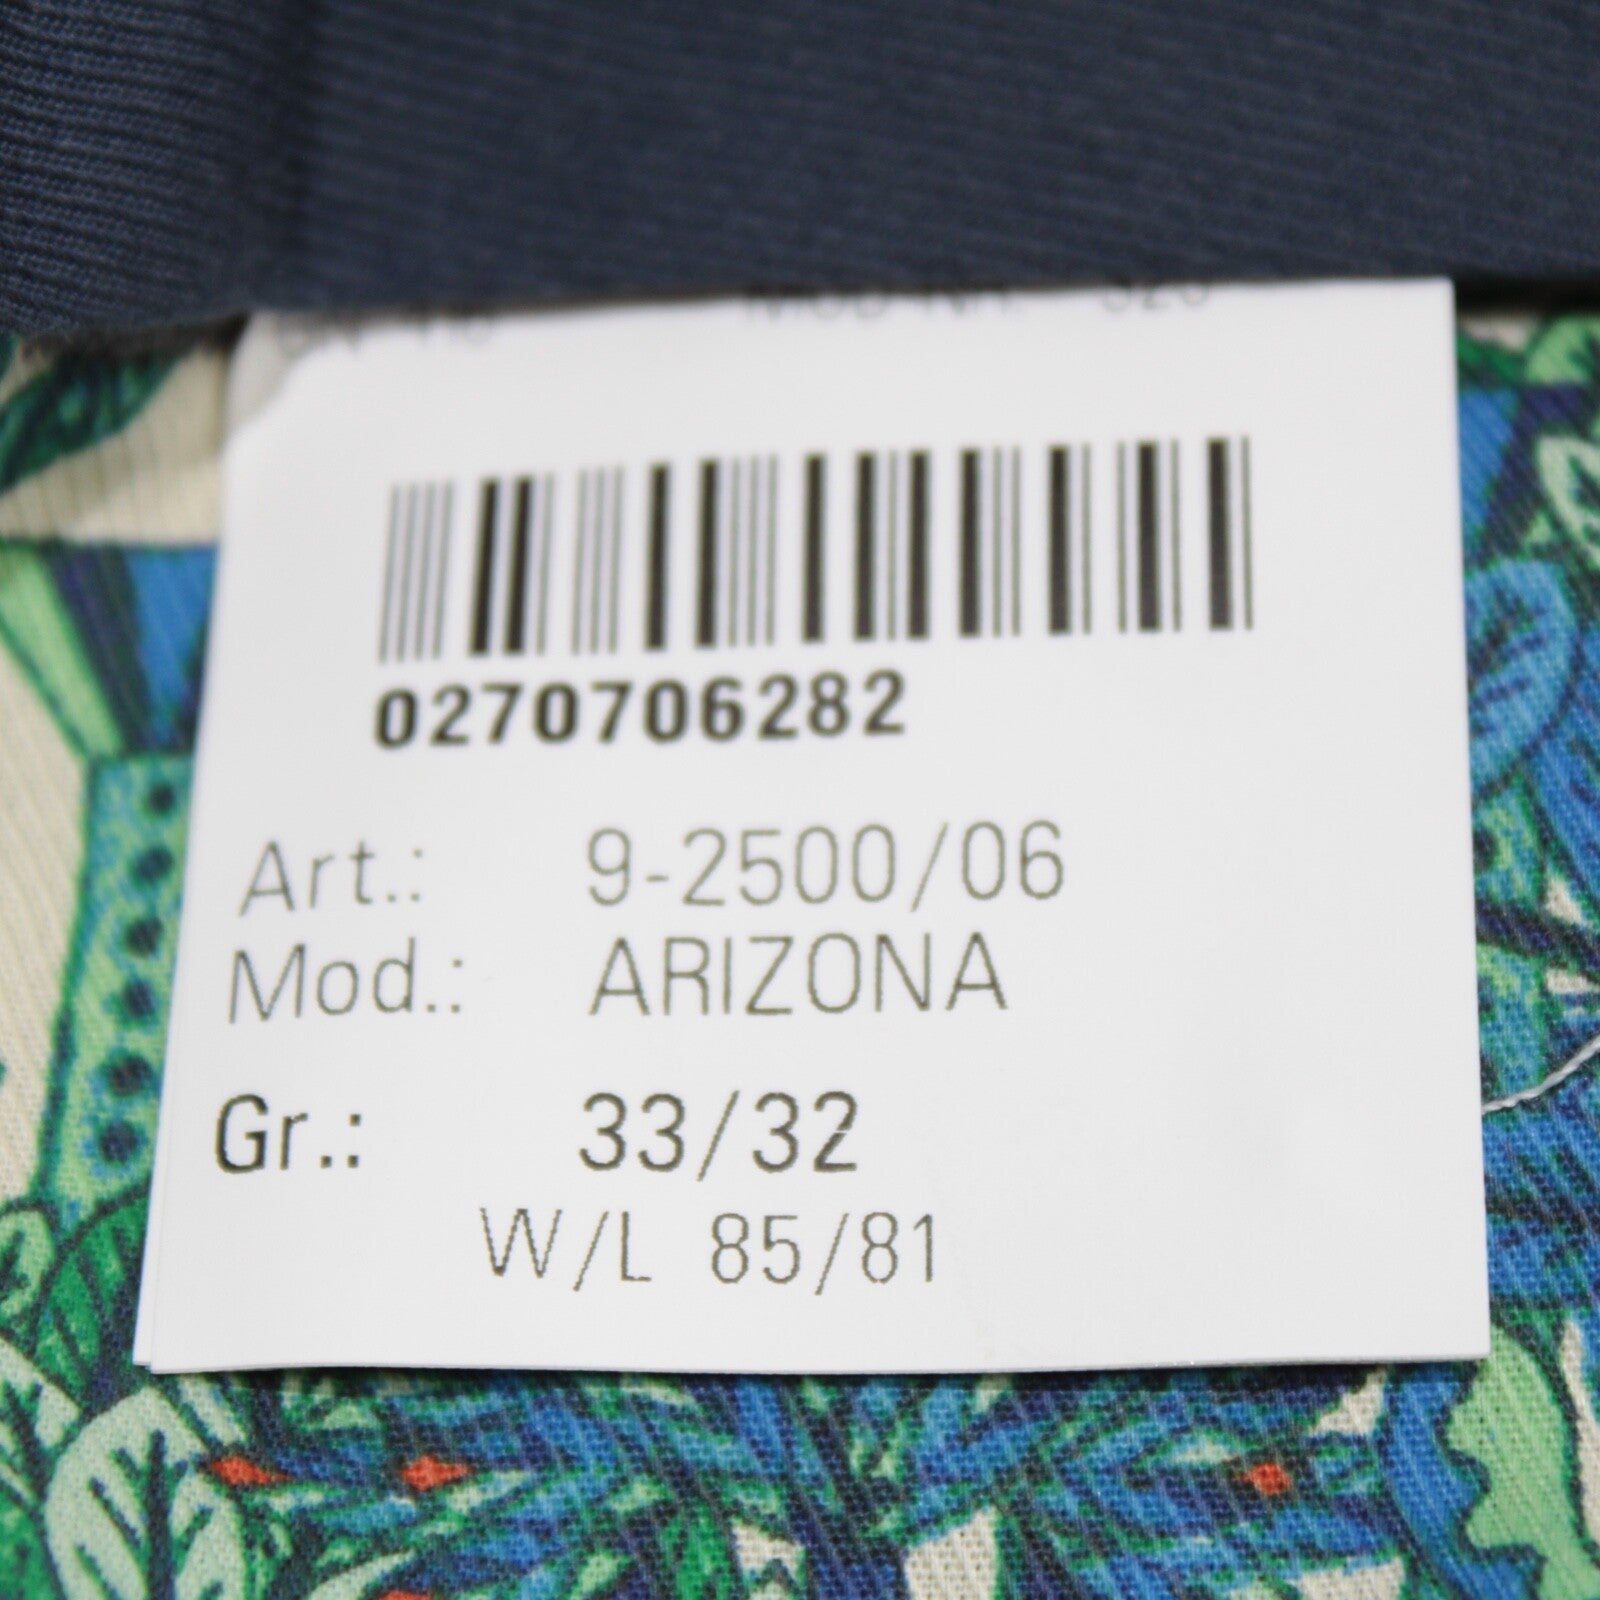 0270706282
Art.: 9-2500/06
Mod.: ARIZONA
Gr.: 33/32
W/L 85/81